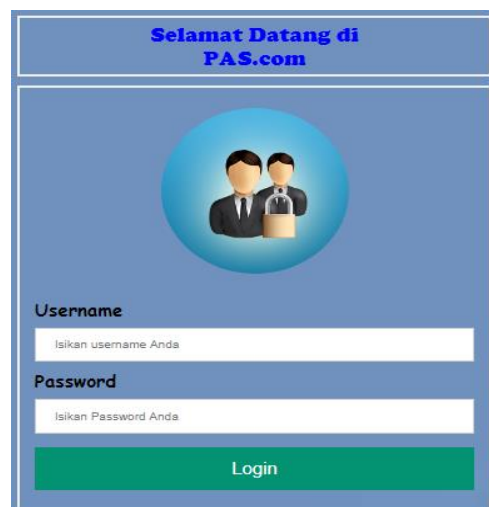 Selamat Datang di
PAS.com
Username
Isikan username Anda
Password
Isikan Password Anda
Login